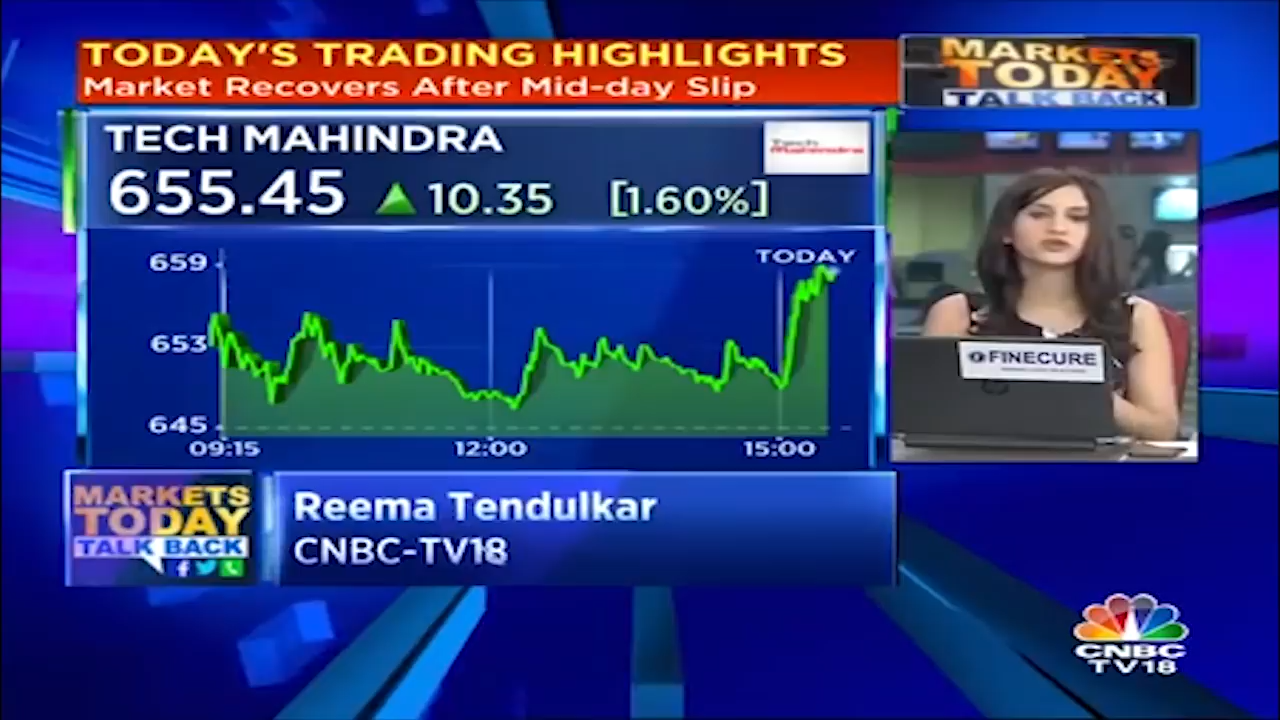 TODAY'S TRADING HIGHLIGHTS
Market Recovers After Mid-day Slip
MARKETS
TODAY
TALK BACK
TECH MAHINDRA
Tech
Mahindra
655.45 ▲ 10.35 [1.60%]
TODAY
659
653
645
09:15 12:00 15:00
FINECURE
MARKETS
TODAY
TALK BACK
Reema Tendulkar
CNBC-TV18
CNBC
TV18